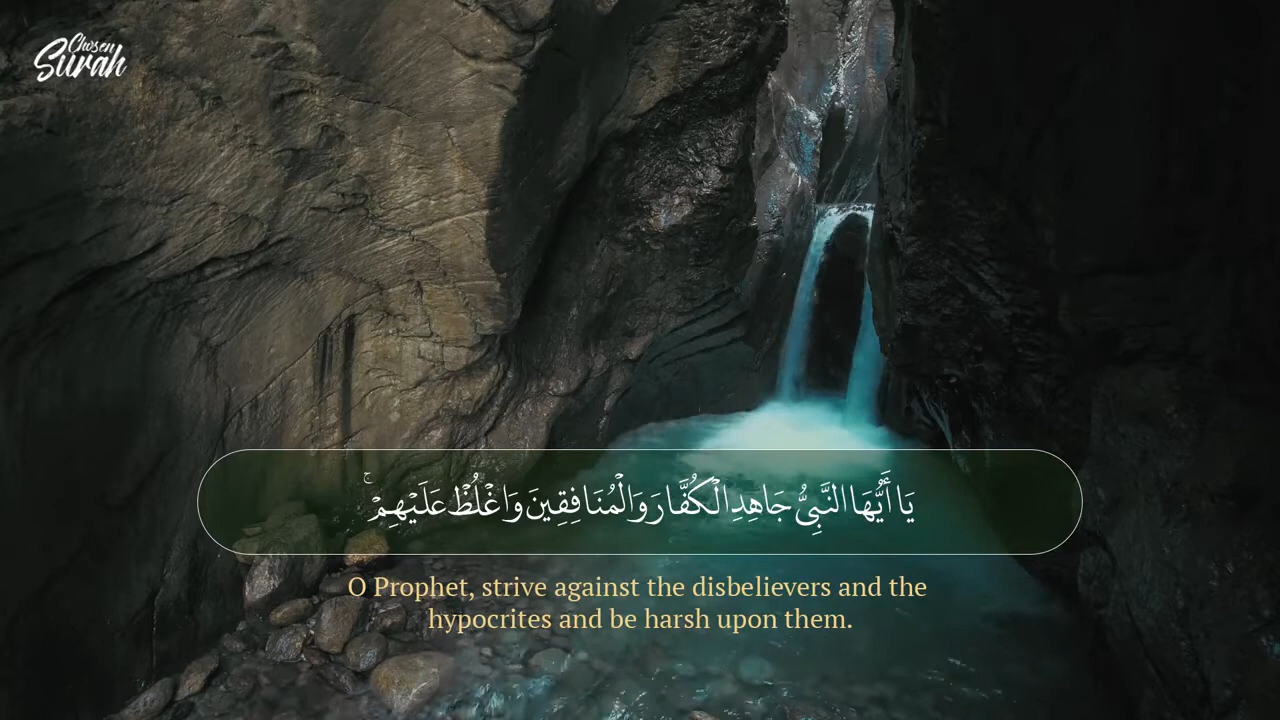 Chosen
Surah
يَا أَيُّهَا النَّبِيُّ جَاهِدِ الْكُفَّارَ وَالْمُنَافِقِينَ وَاغْلُظْ عَلَيْهِمْ ۚ
O Prophet, strive against the disbelievers and the
hypocrites and be harsh upon them.